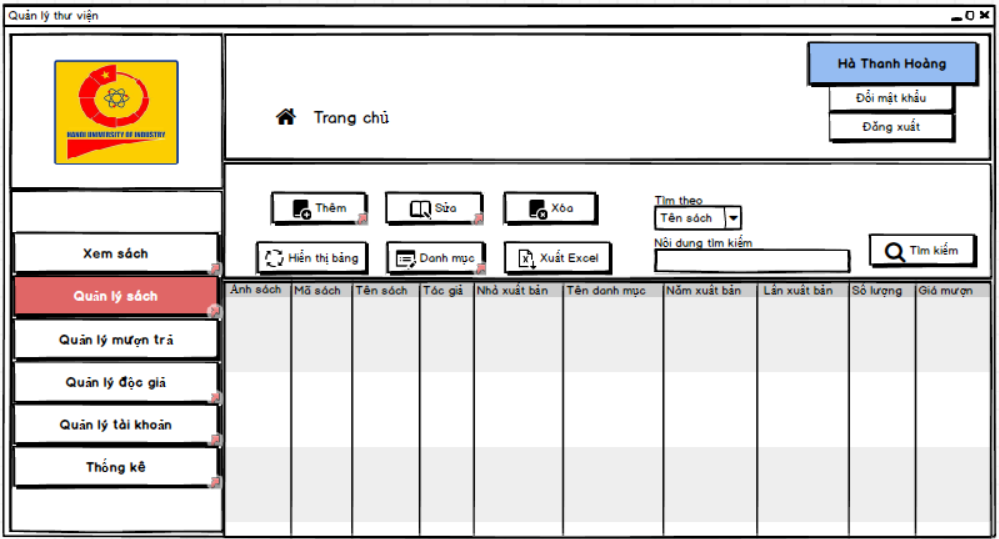 Quản lý thư viện
HANOI UNIVERSITY OF INDUSTRY
Trang chủ
Hà Thanh Hoàng
Đổi mật khẩu
Đăng xuất
Xem sách
Quản lý sách
Quản lý mượn trả
Quản lý độc giả
Quản lý tài khoản
Thống kê
Thêm
Sửa
Xóa
Hiển thị bảng
Danh mục
Xuất Excel
Tìm theo
Tên sách
Nội dung tìm kiếm
Tìm kiếm
Ảnh sách Mã sách Tên sách Tác giả Nhà xuất bản Tên danh mục Năm xuất bản Lần xuất bản Số lượng Giá mượn